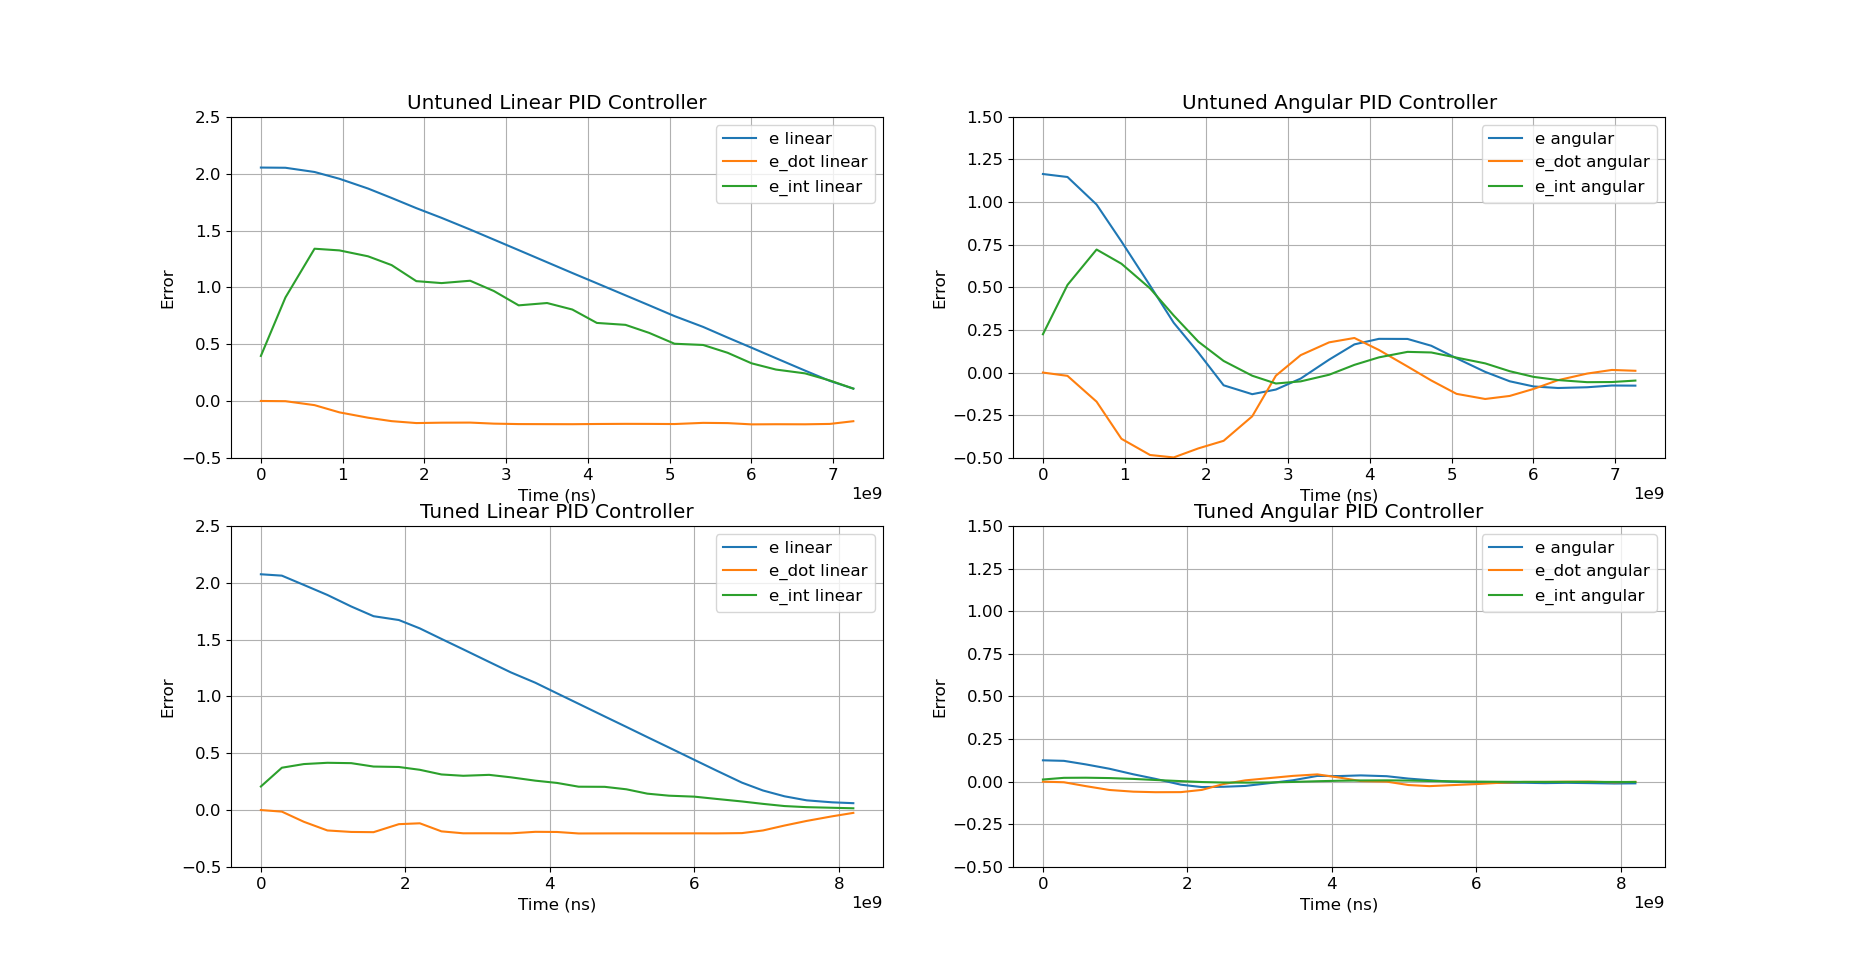 Untuned Linear PID Controller
2.5
2.0
1.5
1.0
0.5
0.0
−0.5
Error
e linear
e_dot linear
e_int linear
0 1 2 3 4 5 6 7
1e9
Time (ns)
Untuned Angular PID Controller
1.50
1.25
1.00
0.75
0.50
0.25
0.00
−0.25
−0.50
Error
e angular
e_dot angular
e_int angular
0 1 2 3 4 5 6 7
1e9
Time (ns)
Tuned Linear PID Controller
2.5
2.0
1.5
1.0
0.5
0.0
−0.5
Error
e linear
e_dot linear
e_int linear
0 2 4 6 8
1e9
Time (ns)
Tuned Angular PID Controller
1.50
1.25
1.00
0.75
0.50
0.25
0.00
−0.25
−0.50
Error
e angular
e_dot angular
e_int angular
0 2 4 6 8
1e9
Time (ns)